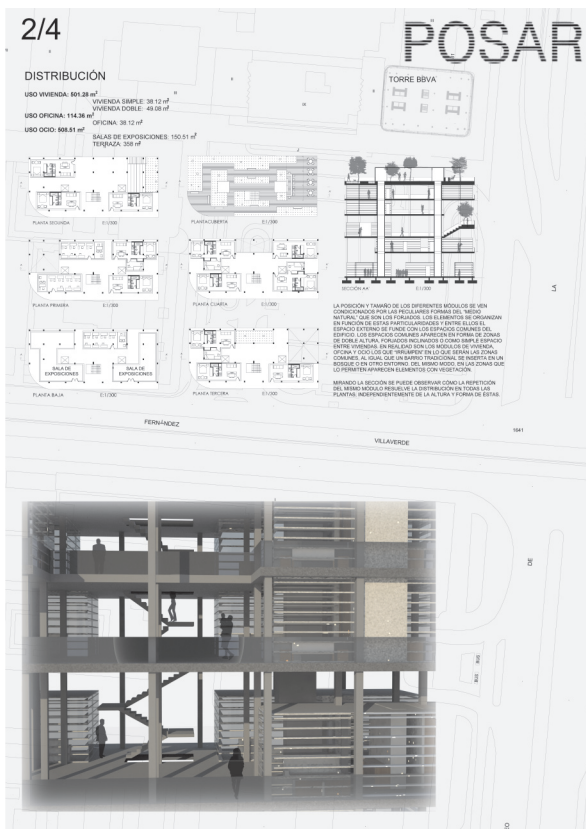 2/4
POSAR
DISTRIBUCIÓN
TORRE BBVA
USO VIVIENDA: 501.28 m²
VIVIENDA SIMPLE: 38.12 m²
VIVIENDA DOBLE: 49.08 m²
USO OFICINA: 114.36 m²
OFICINA: 38.12 m²
USO OCIO: 508.51 m²
SALAS DE EXPOSICIONES: 150.51 m²
TERRAZA: 358 m²
PLANTA SEGUNDA E:1/300
PLANTACUBIERTA E:1/300
PLANTA PRIMERA E:1/300
PLANTA CUARTA E:1/300
SECCIÓN AA' E:1/300
SALA DE
EXPOSICIONES
SALA DE
EXPOSICIONES
PLANTA BAJA E:1/300
PLANTA TERCERA E:1/300
LA
LA POSICIÓN Y TAMAÑO DE LOS DIFERENTES MÓDULOS SE VEN
CONDICIONADOS POR LAS PECULIARES FORMAS DEL "MEDIO
NATURAL" QUE SON LOS FORJADOS. LOS ELEMENTOS SE ORGANIZAN
EN FUNCIÓN DE ESTAS PARTICULARIDADES Y ENTRE ELLOS EL
ESPACIO EXTERNO SE FUNDE CON LOS ESPACIOS COMUNES DEL
EDIFICIO. LOS ESPACIOS COMUNES APARECEN EN FORMA DE ZONAS
DE DOBLE ALTURA, FORJADOS INCLINADOS O COMO SIMPLE ESPACIO
ENTRE VIVIENDAS. EN REALIDAD SON LOS MÓDULOS DE VIVIENDA,
OFICINA Y OCIO LOS QUE "IRRUMPEN" EN LO QUE SERÁN LAS ZONAS
COMUNES, AL IGUAL QUE UN BARRIO TRADICIONAL SE INSERTA EN UN
BOSQUE O EN OTRO ENTORNO. DEL MISMO MODO, EN LAS ZONAS QUE
LO PERMITEN APARECEN ELEMENTOS CON VEGETACIÓN.
MIRANDO LA SECCIÓN SE PUEDE OBSERVAR CÓMO LA REPETICIÓN
DEL MISMO MÓDULO RESUELVE LA DISTRIBUCIÓN EN TODAS LAS
PLANTAS, INDEPENDIENTEMENTE DE LA ALTURA Y FORMA DE ÉSTAS.
FERNÁNDEZ
VILLAVERDE
1641
DE